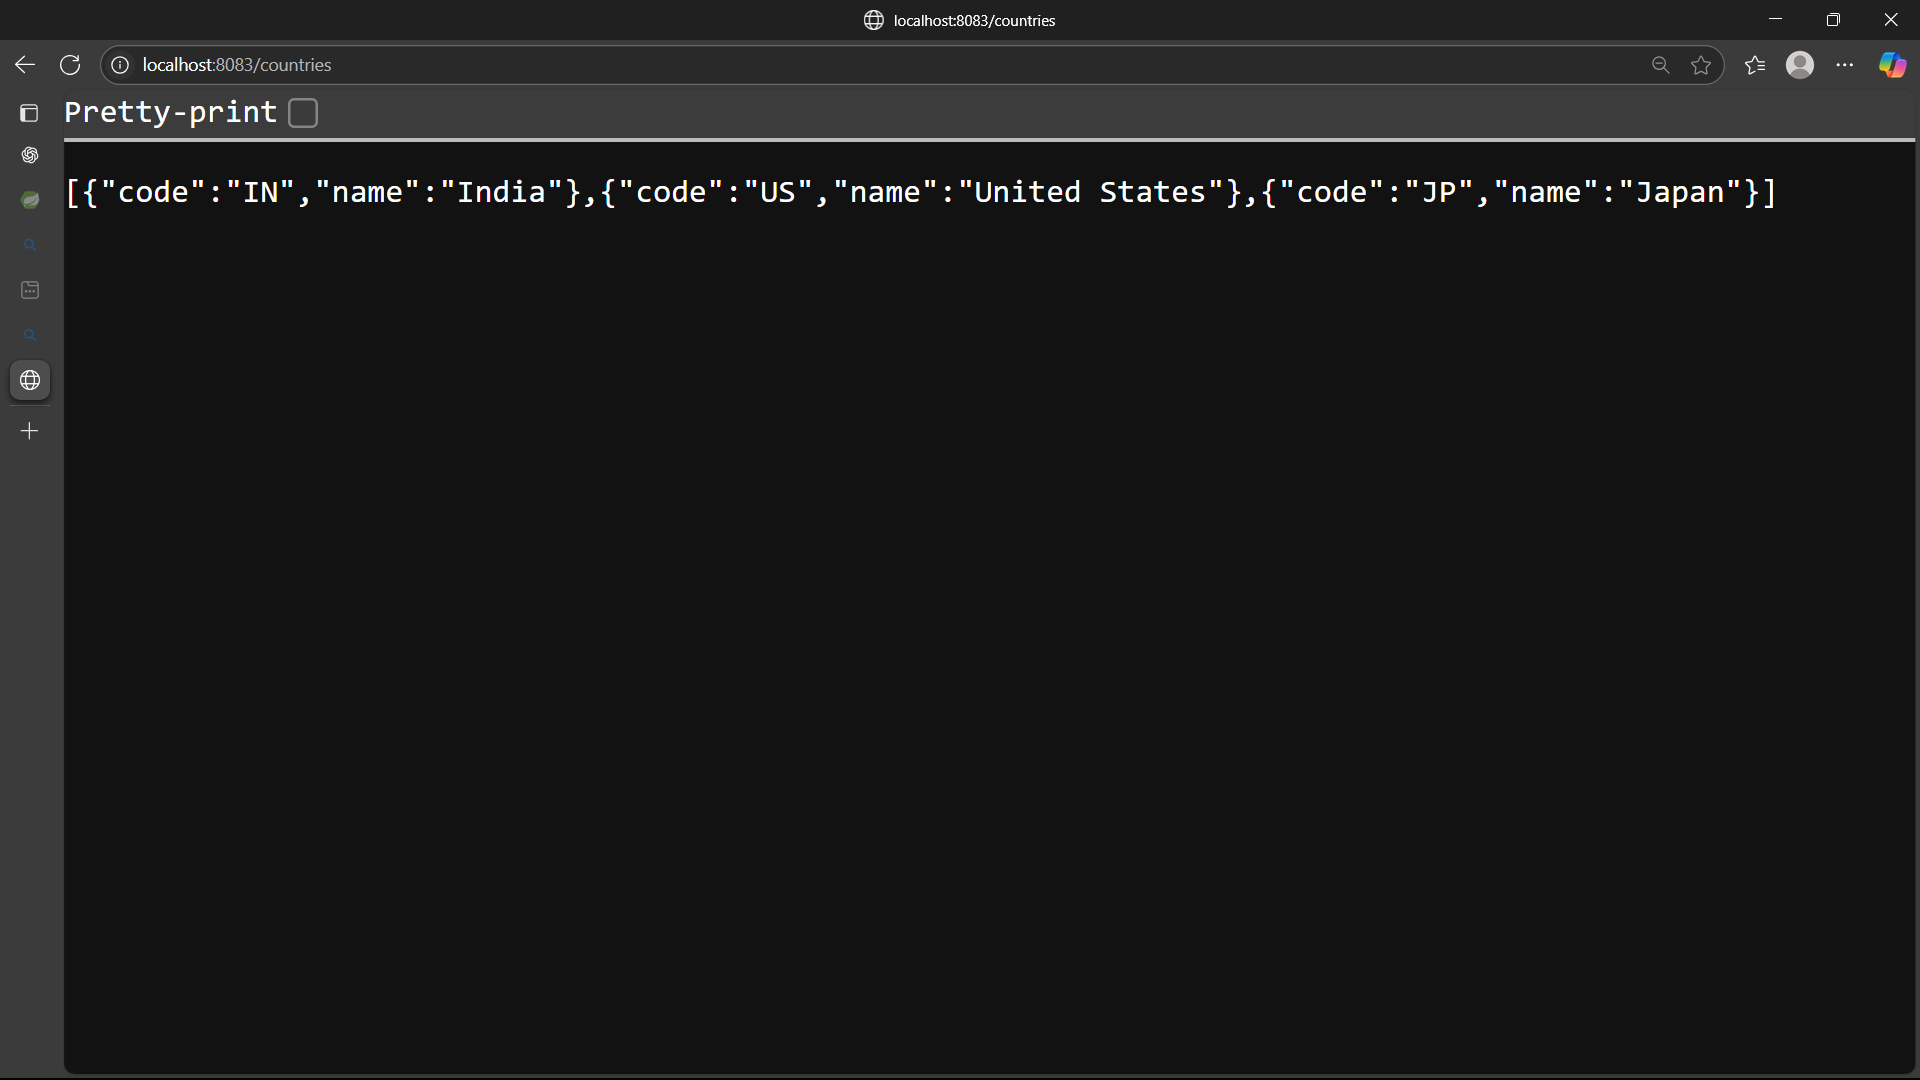 localhost:8083/countries
localhost:8083/countries
Pretty-print
[{"code":"IN","name":"India"},{"code":"US","name":"United States"},{"code":"JP","name":"Japan"}]